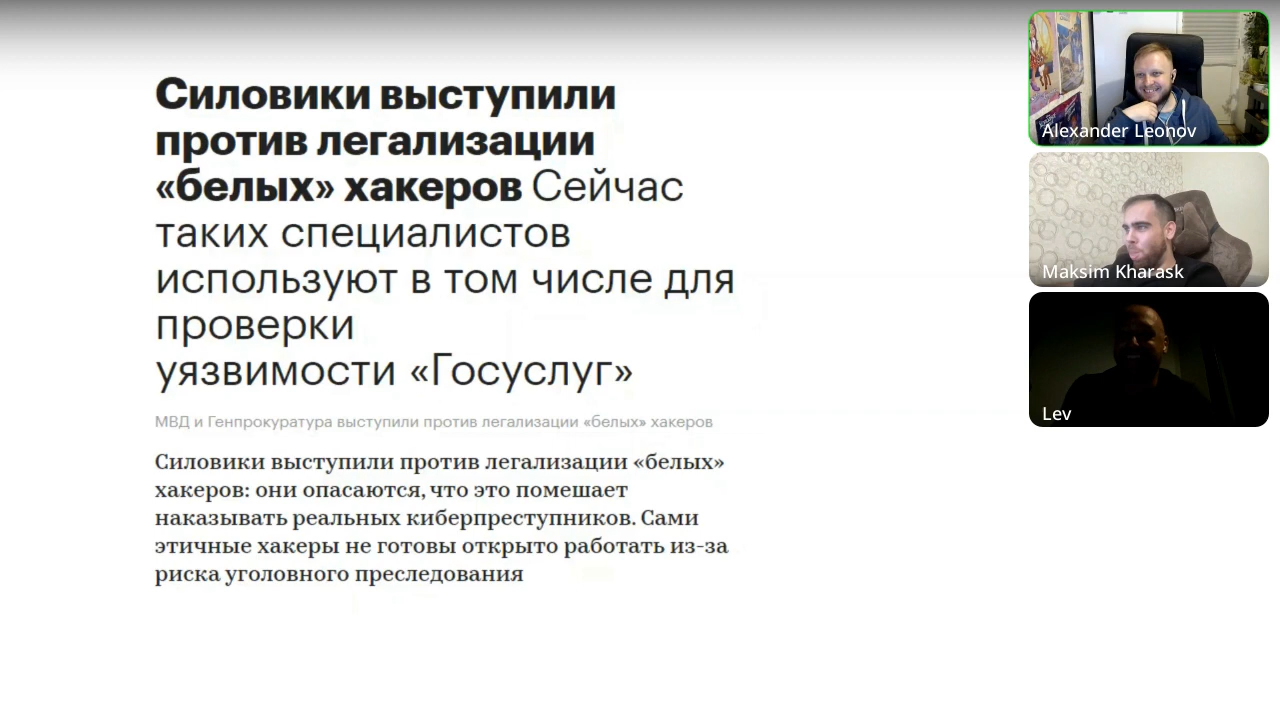 Силовики выступили
против легализации
«белых» хакеров Сейчас
таких специалистов
используют в том числе для
проверки
уязвимости «Госуслуг»
МВД и Генпрокуратура выступили против легализации «белых» хакеров
Силовики выступили против легализации «белых»
хакеров: они опасаются, что это помешает
наказывать реальных киберпреступников. Сами
этичные хакеры не готовы открыто работать из-за
риска уголовного преследования
Alexander Leonov
Maksim Kharask
Lev